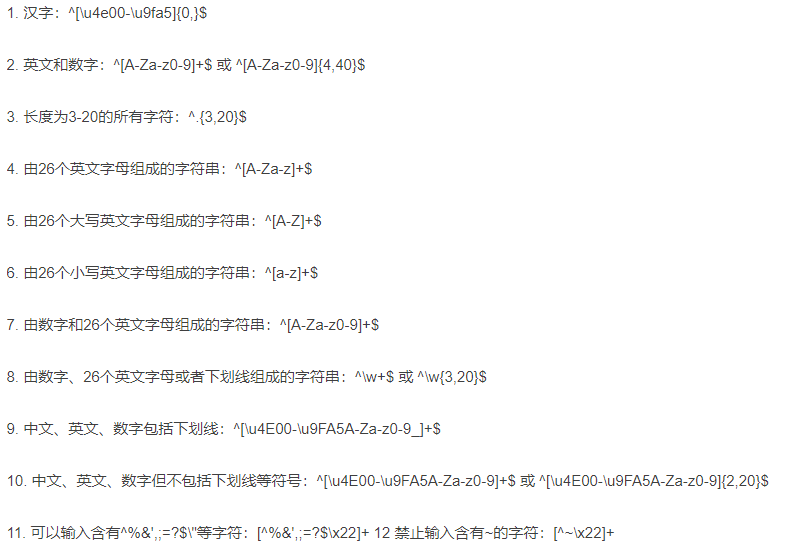 1. 汉字：^[\u4e00-\u9fa5]{0,}$
2. 英文和数字：^[A-Za-z0-9]+$ 或 ^[A-Za-z0-9]{4,40}$
3. 长度为3-20的所有字符：^.{3,20}$
4. 由26个英文字母组成的字符串：^[A-Za-z]+$
5. 由26个大写英文字母组成的字符串：^[A-Z]+$
6. 由26个小写英文字母组成的字符串：^[a-z]+$
7. 由数字和26个英文字母组成的字符串：^[A-Za-z0-9]+$
8. 由数字、26个英文字母或者下划线组成的字符串：^\w+$ 或 ^\w{3,20}$
9. 中文、英文、数字包括下划线：^[\u4E00-\u9FA5A-Za-z0-9_]+$
10. 中文、英文、数字但不包括下划线等符号：^[\u4E00-\u9FA5A-Za-z0-9]+$ 或 ^[\u4E00-\u9FA5A-Za-z0-9]{2,20}$
11. 可以输入含有^%&',;=?$\"等字符：[^%&',;=?$\x22]+ 12 禁止输入含有~的字符：[^~\x22]+